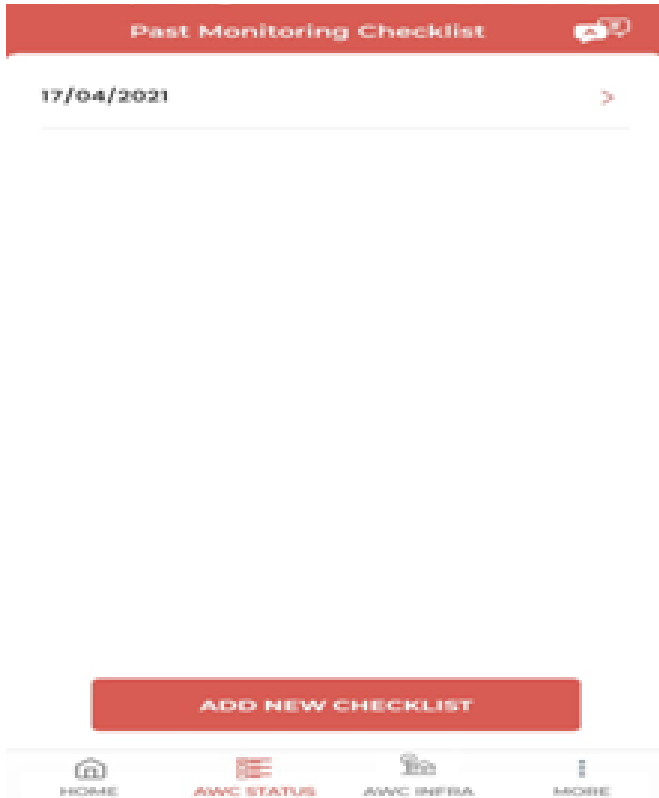 Past Monitoring Checklist
17/04/2021
ADD NEW CHECKLIST
HOME
AWC STATUS
AWC INFRA
MORE